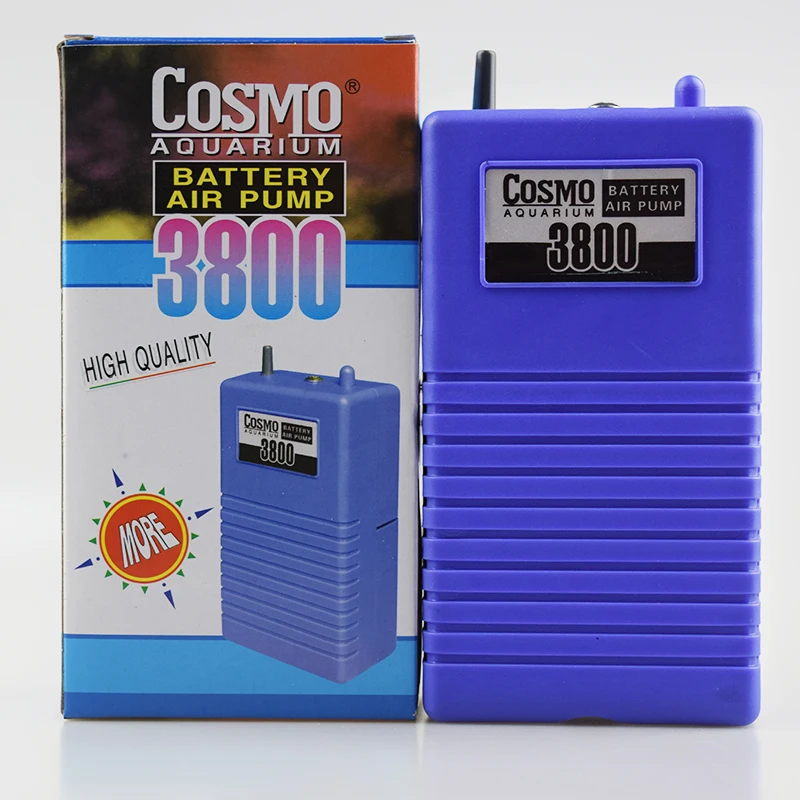 COSMO®
AQUARIUM
BATTERY
AIR PUMP
3800
HIGH QUALITY
MORE
COSMO
AQUARIUM
BATTERY
AIR PUMP
3800
COSMO
AQUARIUM
BATTERY
AIR PUMP
3800